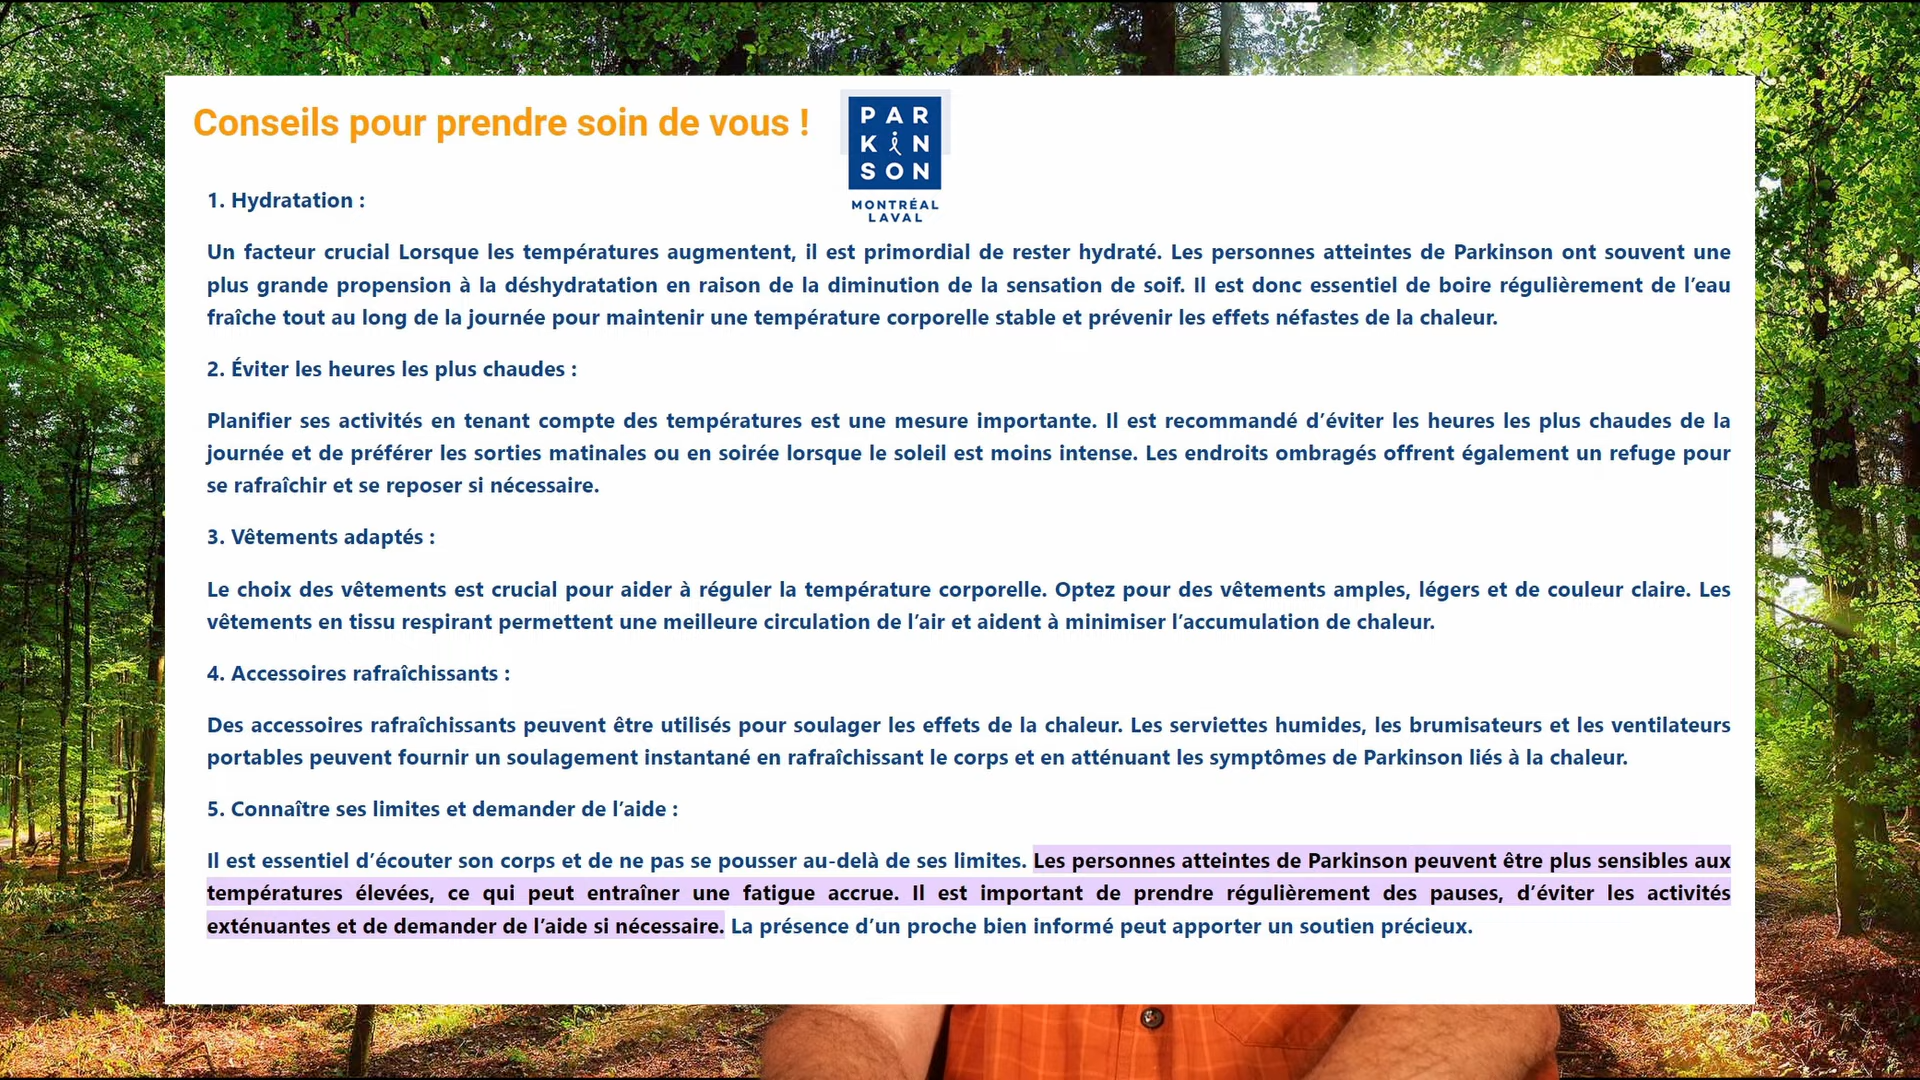 Conseils pour prendre soin de vous !
PAR
KiN
SON
MONTRÉAL
LAVAL
1. Hydratation :
Un facteur crucial Lorsque les températures augmentent, il est primordial de rester hydraté. Les personnes atteintes de Parkinson ont souvent une
plus grande propension à la déshydratation en raison de la diminution de la sensation de soif. Il est donc essentiel de boire régulièrement de l’eau
fraîche tout au long de la journée pour maintenir une température corporelle stable et prévenir les effets néfastes de la chaleur.
2. Éviter les heures les plus chaudes :
Planifier ses activités en tenant compte des températures est une mesure importante. Il est recommandé d’éviter les heures les plus chaudes de la
journée et de préférer les sorties matinales ou en soirée lorsque le soleil est moins intense. Les endroits ombragés offrent également un refuge pour
se rafraîchir et se reposer si nécessaire.
3. Vêtements adaptés :
Le choix des vêtements est crucial pour aider à réguler la température corporelle. Optez pour des vêtements amples, légers et de couleur claire. Les
vêtements en tissu respirant permettent une meilleure circulation de l’air et aident à minimiser l’accumulation de chaleur.
4. Accessoires rafraîchissants :
Des accessoires rafraîchissants peuvent être utilisés pour soulager les effets de la chaleur. Les serviettes humides, les brumisateurs et les ventilateurs
portables peuvent fournir un soulagement instantané en rafraîchissant le corps et en atténuant les symptômes de Parkinson liés à la chaleur.
5. Connaître ses limites et demander de l’aide :
Il est essentiel d’écouter son corps et de ne pas se pousser au-delà de ses limites. Les personnes atteintes de Parkinson peuvent être plus sensibles aux
températures élevées, ce qui peut entraîner une fatigue accrue. Il est important de prendre régulièrement des pauses, d’éviter les activités
exténuantes et de demander de l’aide si nécessaire. La présence d’un proche bien informé peut apporter un soutien précieux.